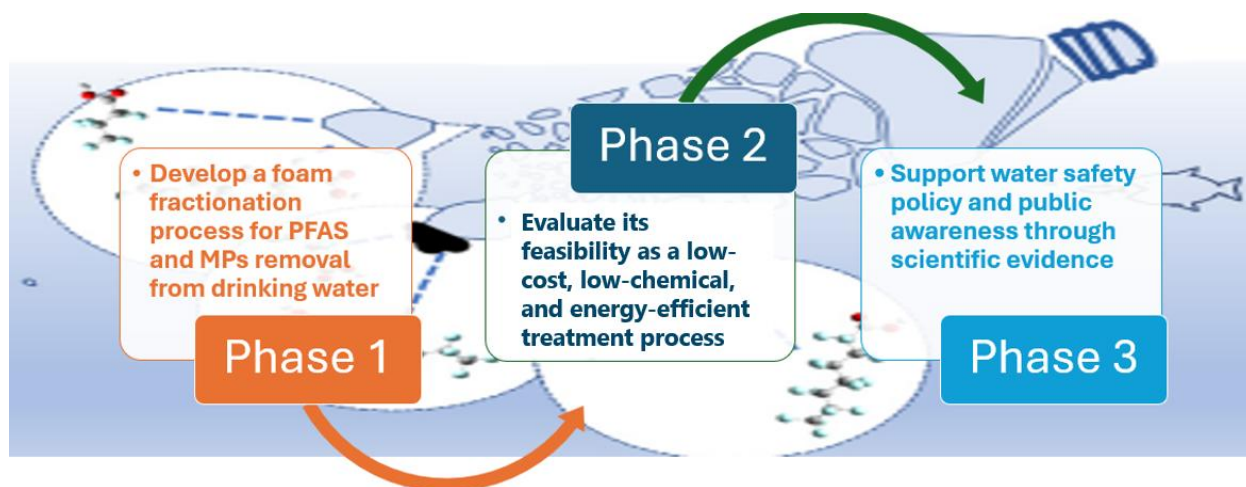 • Develop a foam
fractionation
process for PFAS
and MPs removal
from drinking water
Phase 1
Phase 2
• Evaluate its
feasibility as a low-
cost, low-chemical,
and energy-efficient
treatment process
• Support water safety
policy and public
awareness through
scientific evidence
Phase 3